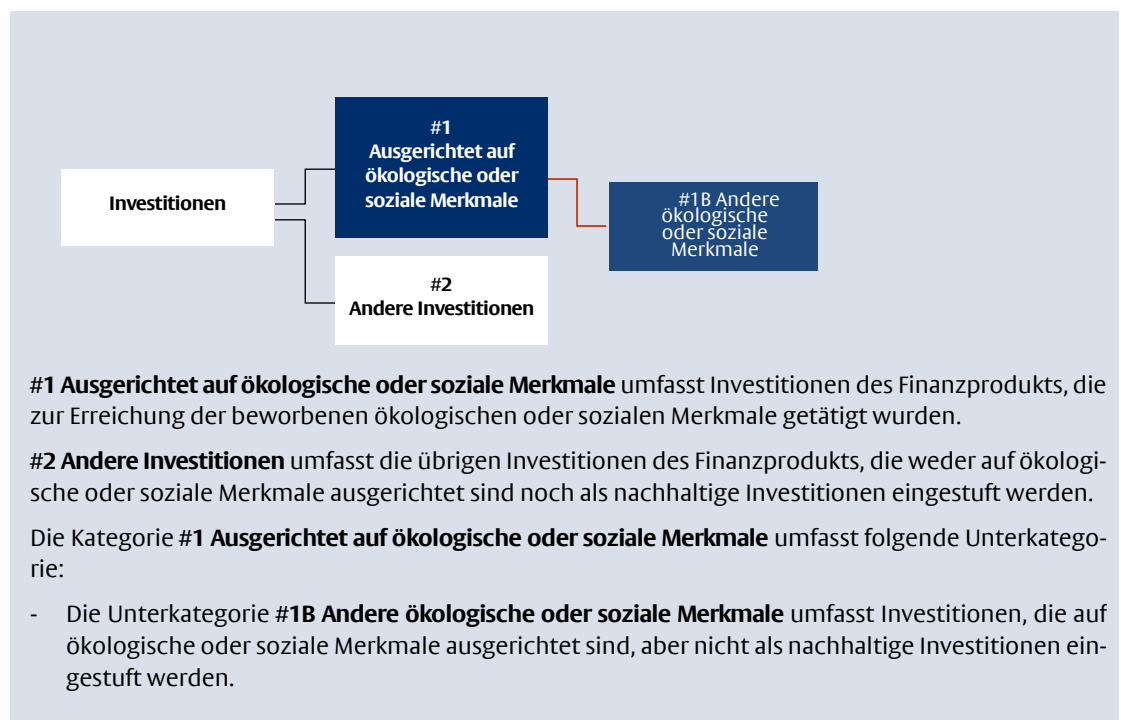 #1
Ausgerichtet auf
ökologische oder
soziale Merkmale
Investitionen
#1B Andere
ökologische
oder soziale
Merkmale
#2
Andere Investitionen
#1 Ausgerichtet auf ökologische oder soziale Merkmale umfasst Investitionen des Finanzprodukts, die
zur Erreichung der beworbenen ökologischen oder sozialen Merkmale getätigt wurden.
#2 Andere Investitionen umfasst die übrigen Investitionen des Finanzprodukts, die weder auf ökologi-
sche oder soziale Merkmale ausgerichtet sind noch als nachhaltige Investitionen eingestuft werden.
Die Kategorie #1 Ausgerichtet auf ökologische oder soziale Merkmale umfasst folgende Unterkatego-
rie:
- Die Unterkategorie #1B Andere ökologische oder soziale Merkmale umfasst Investitionen, die auf
ökologische oder soziale Merkmale ausgerichtet sind, aber nicht als nachhaltige Investitionen ein-
gestuft werden.